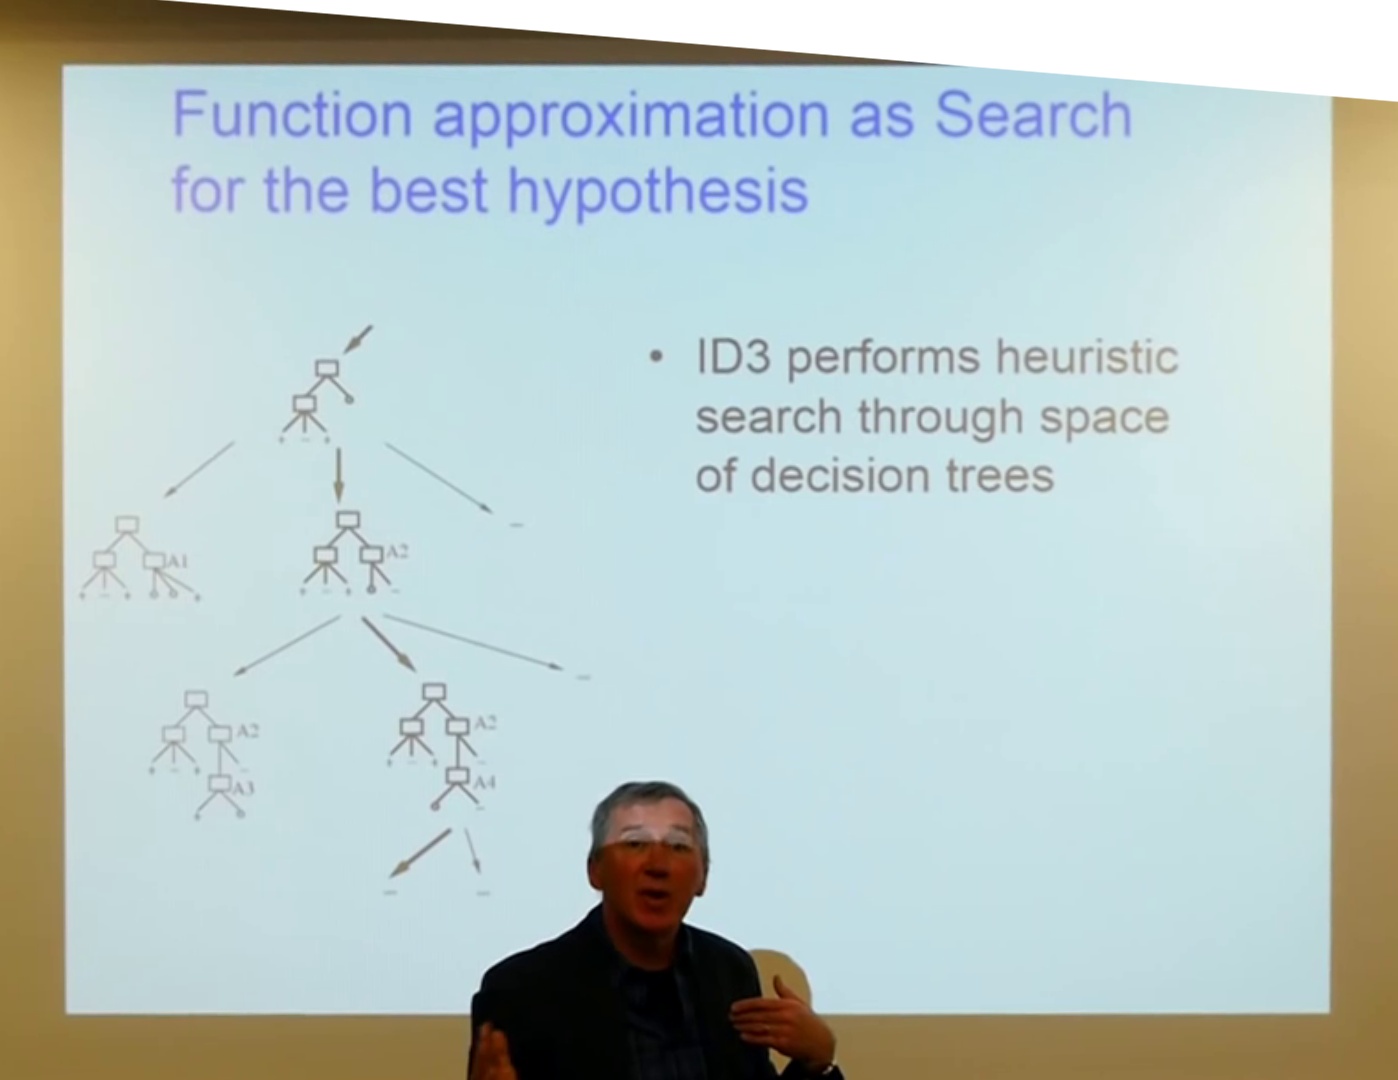 Function approximation as Search
for the best hypothesis
• ID3 performs heuristic
search through space
of decision trees
A1
A2
A2
A3
A2
A4